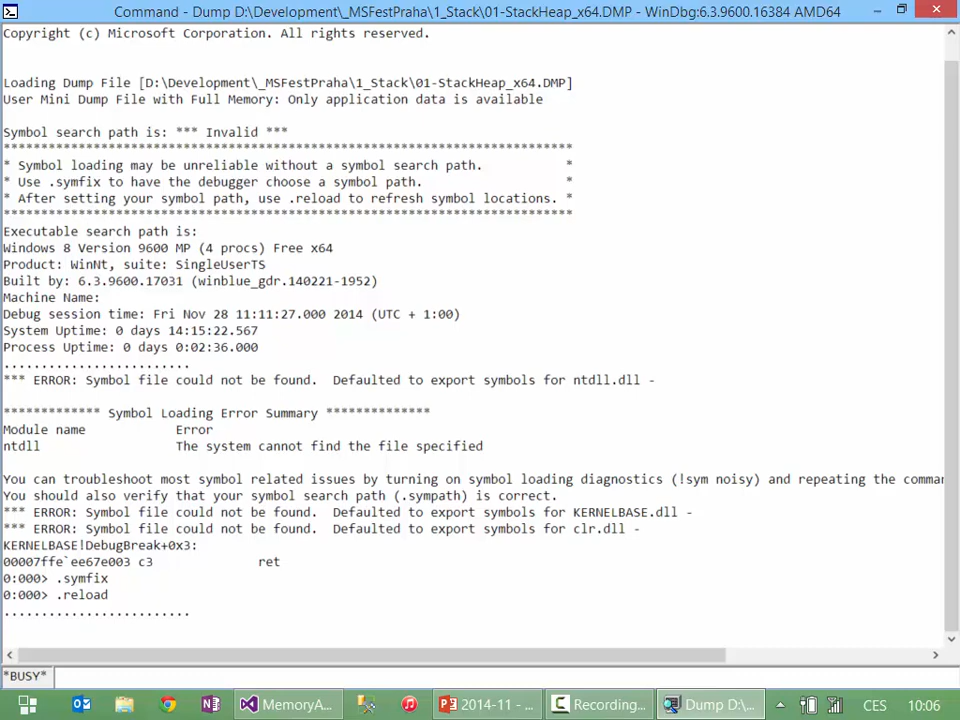 Command - Dump D:\Development\_MSFestPraha\1_Stack\01-StackHeap_x64.DMP - WinDbg:6.3.9600.16384 AMD64
Copyright (c) Microsoft Corporation. All rights reserved.
Loading Dump File [D:\Development\_MSFestPraha\1_Stack\01-StackHeap_x64.DMP]
User Mini Dump File with Full Memory: Only application data is available
Symbol search path is: *** Invalid ***
****************************************************************************
* Symbol loading may be unreliable without a symbol search path.           *
* Use .symfix to have the debugger choose a symbol path.                   *
* After setting your symbol path, use .reload to refresh symbol locations. *
****************************************************************************
Executable search path is:
Windows 8 Version 9600 MP (4 procs) Free x64
Product: WinNt, suite: SingleUserTS
Built by: 6.3.9600.17031 (winblue_gdr.140221-1952)
Machine Name:
Debug session time: Fri Nov 28 11:11:27.000 2014 (UTC + 1:00)
System Uptime: 0 days 14:15:22.567
Process Uptime: 0 days 0:02:36.000
.........................
*** ERROR: Symbol file could not be found.  Defaulted to export symbols for ntdll.dll -
************* Symbol Loading Error Summary **************
Module name            Error
ntdll                  The system cannot find the file specified
You can troubleshoot most symbol related issues by turning on symbol loading diagnostics (!sym noisy) and repeating the comman
You should also verify that your symbol search path (.sympath) is correct.
*** ERROR: Symbol file could not be found.  Defaulted to export symbols for KERNELBASE.dll -
*** ERROR: Symbol file could not be found.  Defaulted to export symbols for clr.dll -
KERNELBASE!DebugBreak+0x3:
00007ffe`ee67e003 c3              ret
0:000> .symfix
0:000> .reload
.........................
*BUSY*
MemoryA... 2014-11 - ... Recording... Dump D:\... CES 10:06